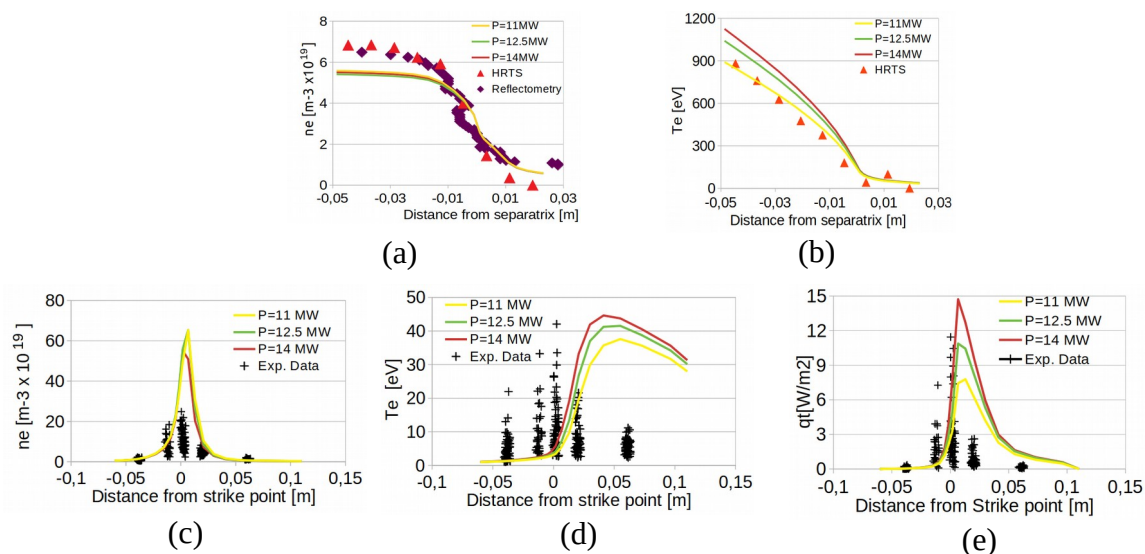 P=11MW
P=12.5MW
P=14MW
HRTS
Reflectometry
ne [m-3 x10^19]
7
6
4
2
0
-0,05 -0,03 -0,01 0,01 0,03
Distance from separatrix [m]
(a)
P=11MW
P=12.5MW
P=14MW
HRTS
Te [eV]
1200
900
600
300
0
-0,05 -0,03 -0,01 0,01 0,03
Distance from separatrix [m]
(b)
P=11 MW
P=12.5 MW
P=14 MW
Exp. Data
ne [m-3 x 10^19]
80
60
40
20
0
-0,1 -0,05 0 0,05 0,1 0,15
Distance from strike point [m]
(c)
P=11 MW
P=12.5 MW
P=14 MW
Exp. Data
Te [eV]
50
40
30
20
10
0
-0,1 -0,05 0 0,05 0,1 0,15
Distance from strike point [m]
(d)
P=11 MW
P=12.5 MW
P=14 MW
Exp. Data
qt[W/m2]
15
12
9
6
3
0
-0,1 -0,05 0 0,05 0,1 0,15
Distance from Strike point [m]
(e)